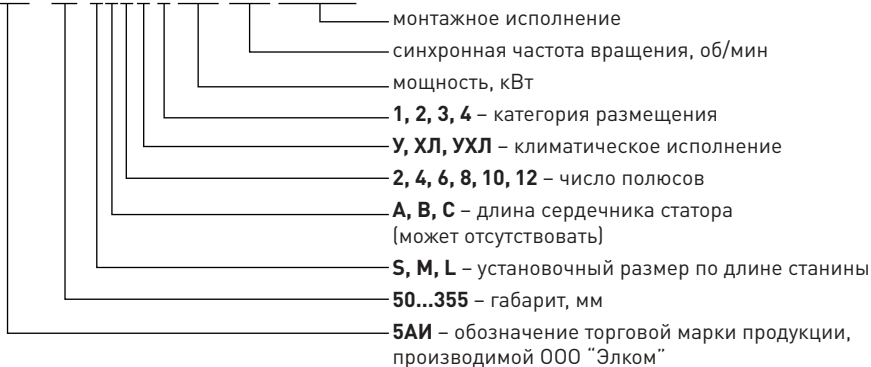 монтажное исполнение
синхронная частота вращения, об/мин
мощность, кВт
1, 2, 3, 4 – категория размещения
У, ХЛ, УХЛ – климатическое исполнение
2, 4, 6, 8, 10, 12 – число полюсов
А, В, С – длина сердечника статора
(может отсутствовать)
S, M, L – установочный размер по длине станины
50...355 – габарит, мм
5АИ – обозначение торговой марки продукции,
производимой ООО “Элком”